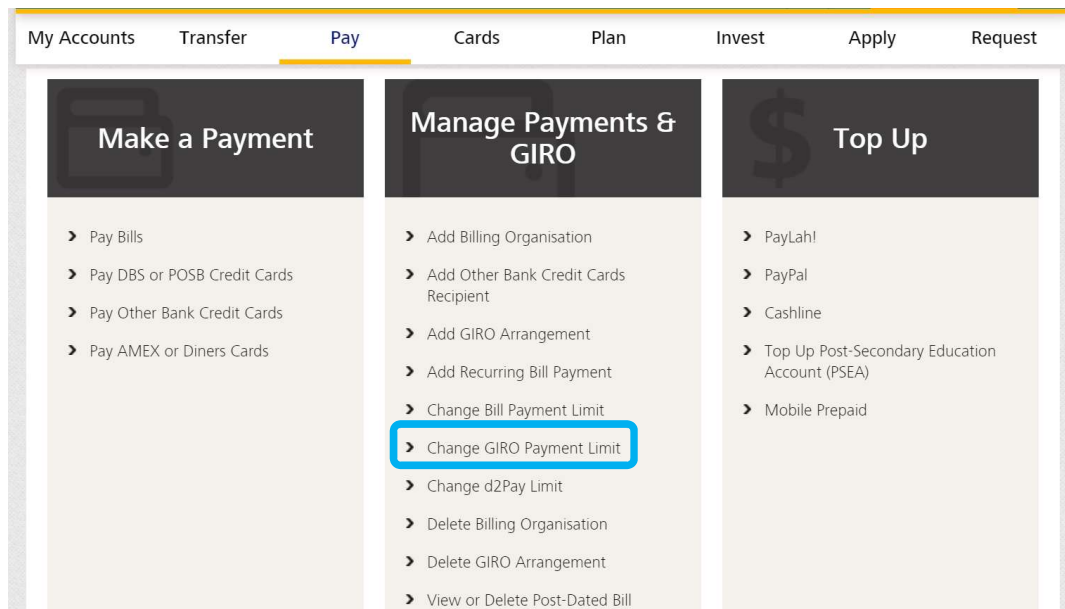 My Accounts Transfer Pay Cards Plan Invest Apply Request
Make a Payment
Pay Bills
Pay DBS or POSB Credit Cards
Pay Other Bank Credit Cards
Pay AMEX or Diners Cards
Manage Payments &
GIRO
Add Billing Organisation
Add Other Bank Credit Cards
Recipient
Add GIRO Arrangement
Add Recurring Bill Payment
Change Bill Payment Limit
Change GIRO Payment Limit
Change d2Pay Limit
Delete Billing Organisation
Delete GIRO Arrangement
View or Delete Post-Dated Bill
$
Top Up
PayLah!
PayPal
Cashline
Top Up Post-Secondary Education
Account (PSEA)
Mobile Prepaid